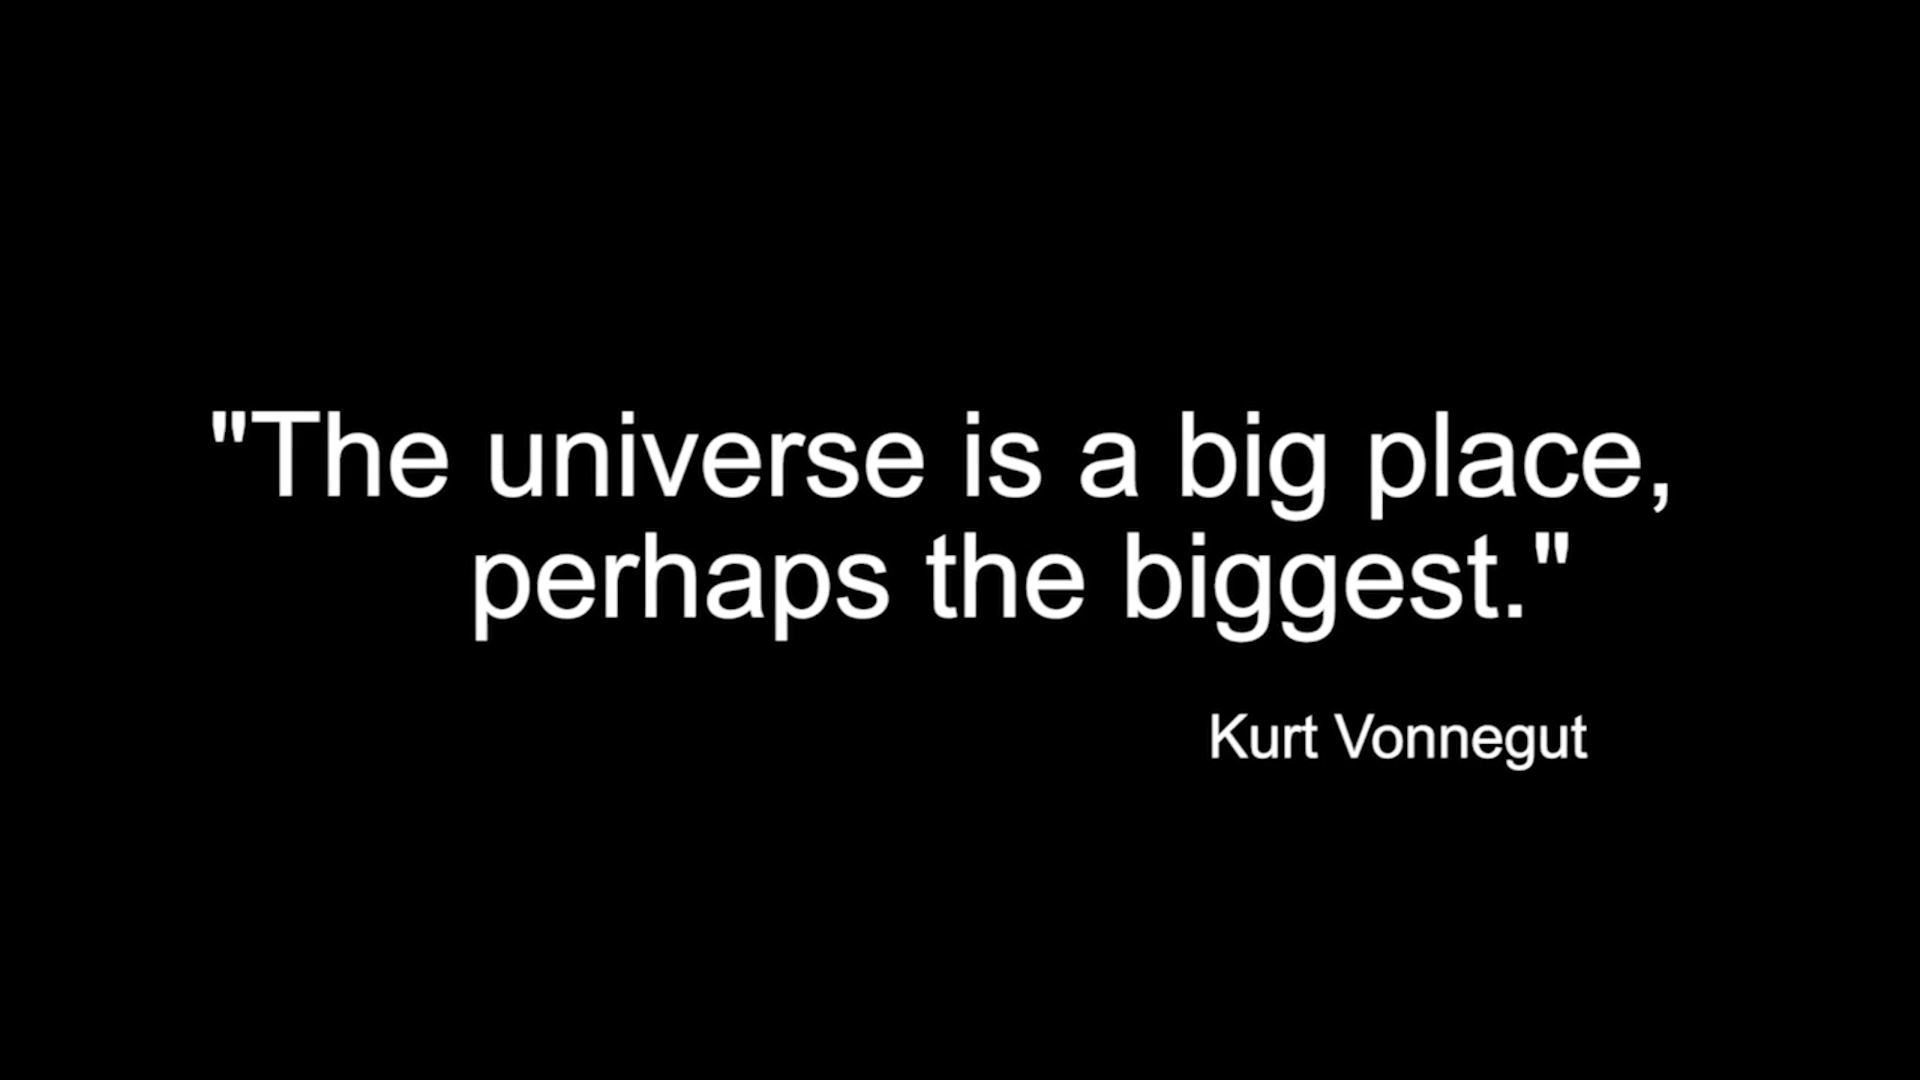 "The universe is a big place,
perhaps the biggest."
Kurt Vonnegut